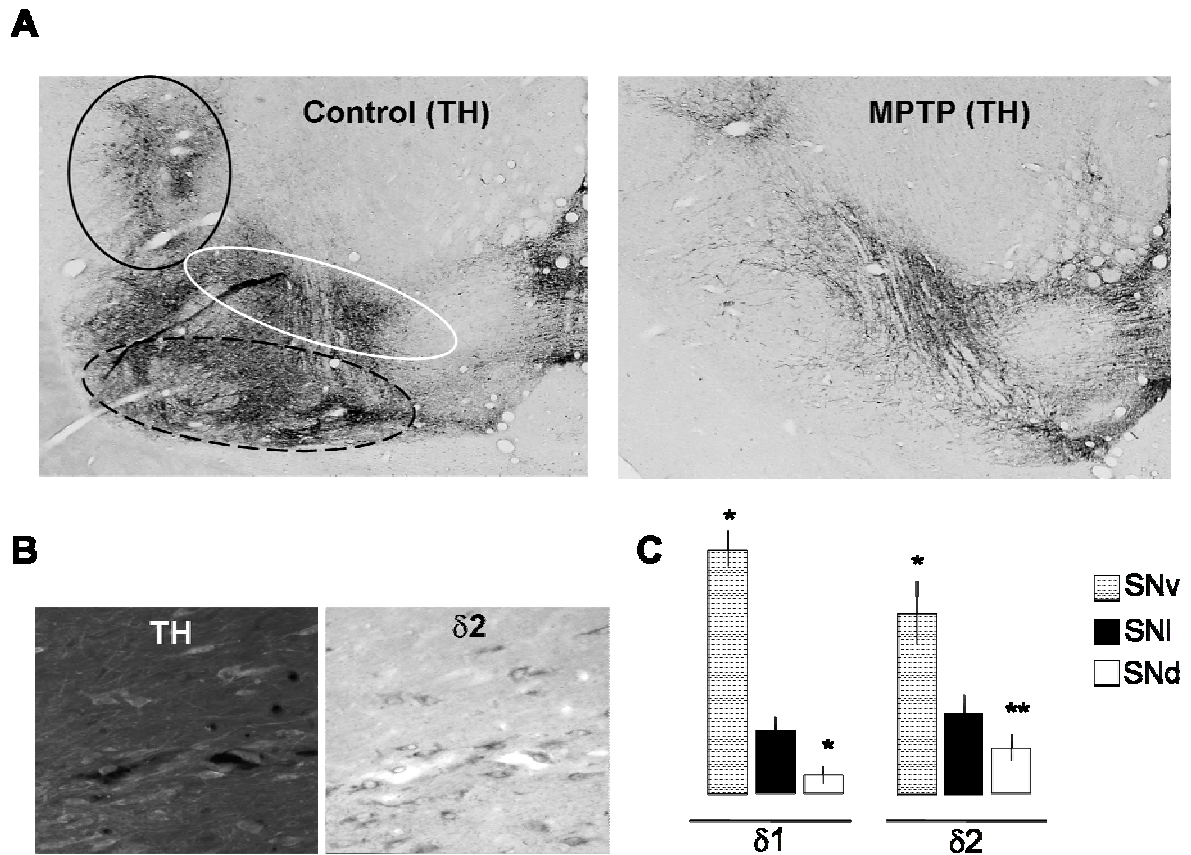 A
Control (TH)
MPTP (TH)
B
TH
δ2
C
*
*
*
**
SNv
SNl
SNd
δ1
δ2